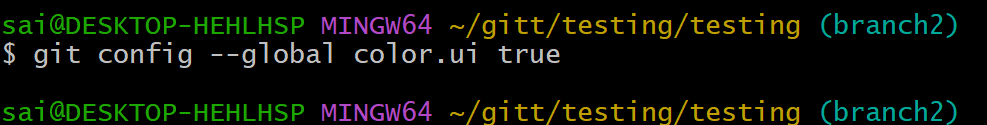 sai@DESKTOP-HEHLHSP MINGW64 ~/gitt/testing/testing (branch2)
$ git config --global color.ui true
sai@DESKTOP-HEHLHSP MINGW64 ~/gitt/testing/testing (branch2)